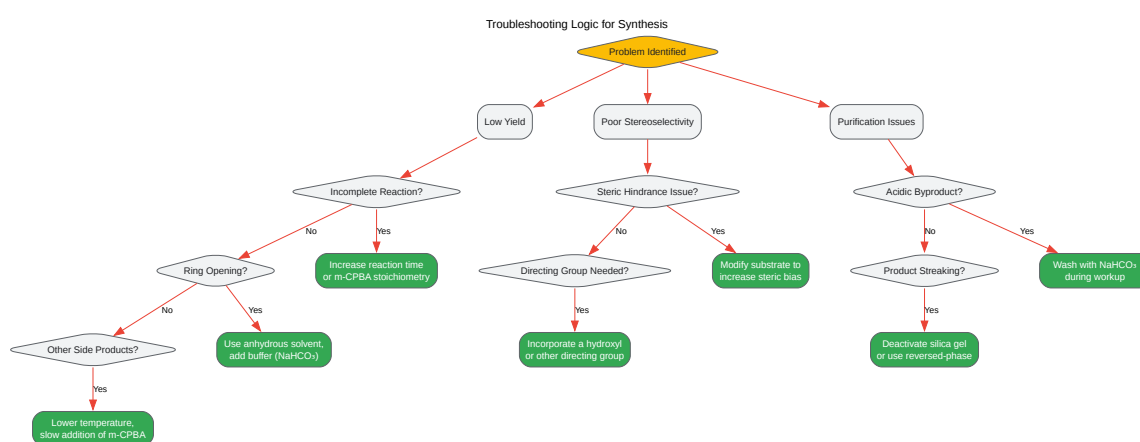 Troubleshooting Logic for Synthesis
Problem Identified
Low Yield
Poor Stereoselectivity
Purification Issues
Incomplete Reaction?
Steric Hindrance Issue?
Acidic Byproduct?
No
Yes
No
Yes
No
Yes
Ring Opening?
Increase reaction time
or m-CPBA stoichiometry
Directing Group Needed?
Modify substrate to
increase steric bias
Product Streaking?
Wash with NaHCO₃
during workup
No
Yes
Yes
Yes
Other Side Products?
Use anhydrous solvent,
add buffer (NaHCO₃)
Incorporate a hydroxyl
or other directing group
Deactivate silica gel
or use reversed-phase
Yes
Lower temperature,
slow addition of m-CPBA